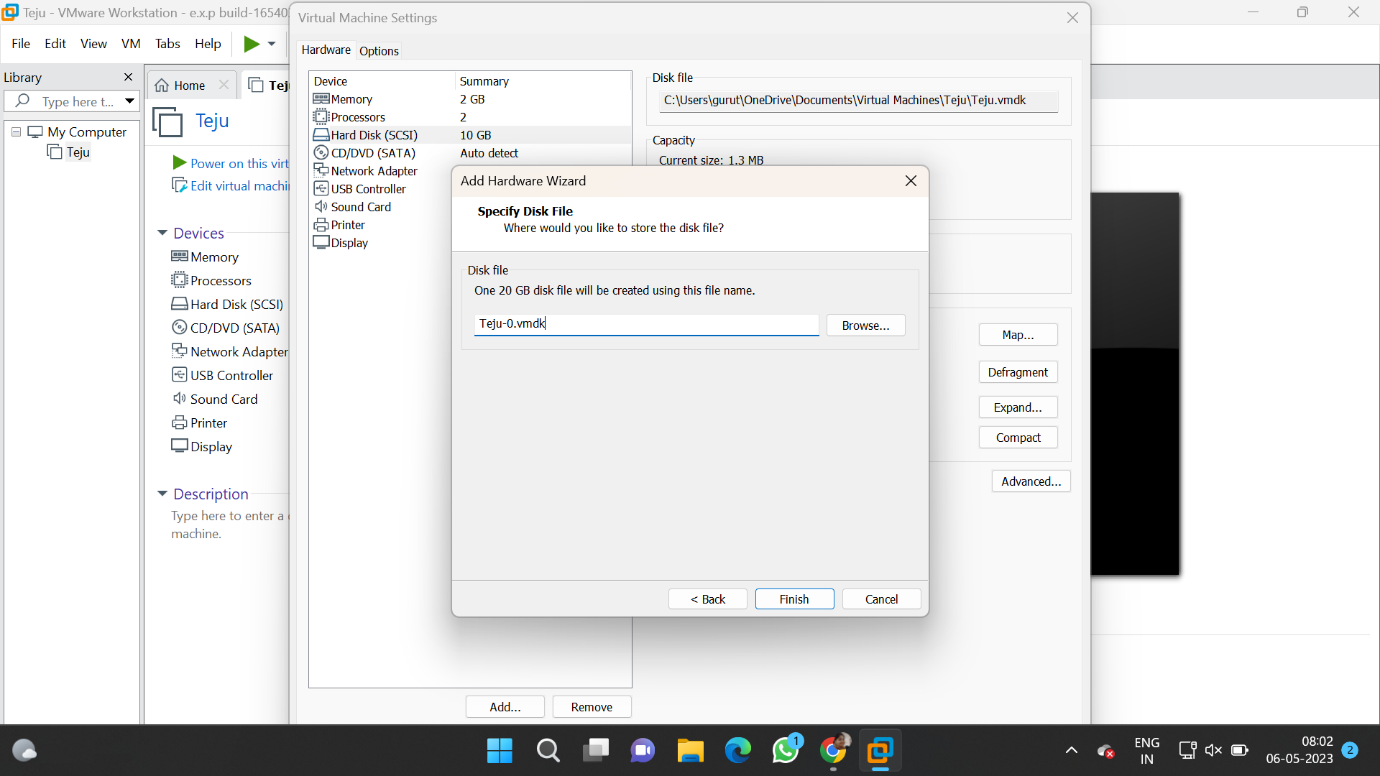 Teju - VMware Workstation - e.x.p build-16540
Virtual Machine Settings
File Edit View VM Tabs Help
Hardware Options
Library
Type here t...
Home
Tej
My Computer
Teju
Teju
Power on this virt
Edit virtual machi
Devices
Memory
Processors
Hard Disk (SCSI)
CD/DVD (SATA)
Network Adapter
USB Controller
Sound Card
Printer
Display
Description
Type here to enter a
machine.
Device Summary
Memory 2 GB
Processors 2
Hard Disk (SCSI) 10 GB
CD/DVD (SATA) Auto detect
Network Adapter
USB Controller
Sound Card
Printer
Display
Disk file
C:\Users\gurut\OneDrive\Documents\Virtual Machines\Teju\Teju.vmdk
Capacity
Current size: 1.3 MB
Add Hardware Wizard
Specify Disk File
Where would you like to store the disk file?
Disk file
One 20 GB disk file will be created using this file name.
Teju-0.vmdk
Browse...
< Back Finish Cancel
Map...
Defragment
Expand...
Compact
Advanced...
Add... Remove
1
ENG
IN
08:02
06-05-2023
2